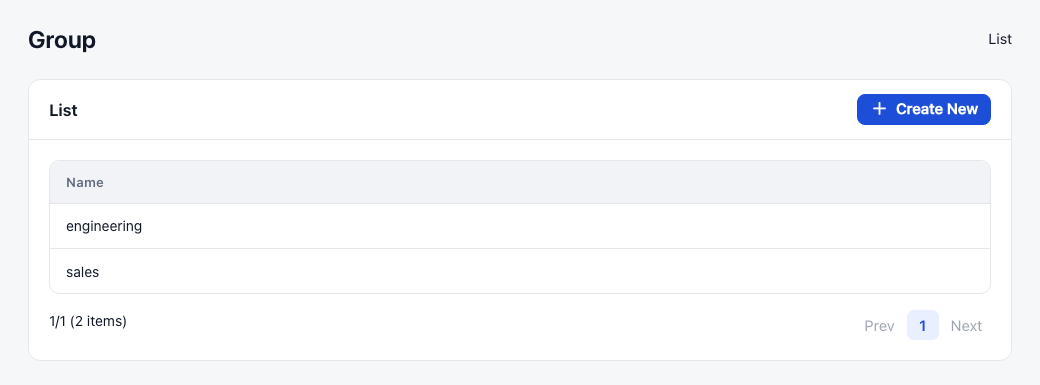 Group
List
List
Create New
Name
engineering
sales
1/1 (2 items)
Prev 1 Next